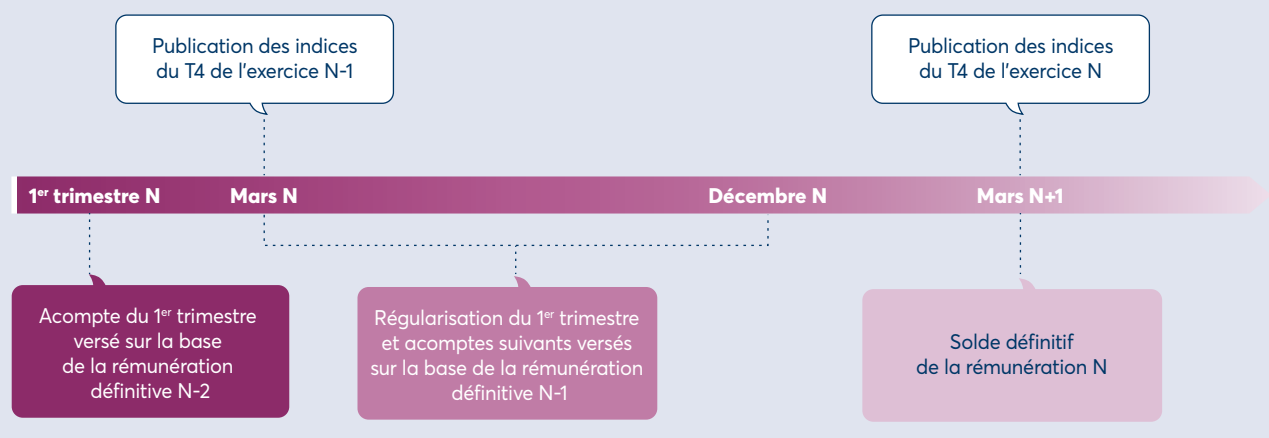 Publication des indices
du T4 de l'exercice N-1
Publication des indices
du T4 de l'exercice N
1er trimestre N
Mars N
Décembre N
Mars N+1
Acompte du 1er trimestre
versé sur la base
de la rémunération
définitive N-2
Régularisation du 1er trimestre
et acomptes suivants versés
sur la base de la rémunération
définitive N-1
Solde définitif
de la rémunération N